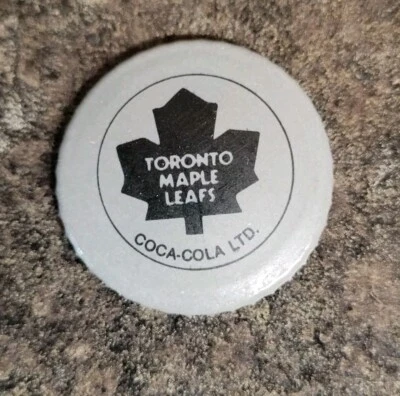 TORONTO
MAPLE
LEAFS
COCA-COLA LTD.